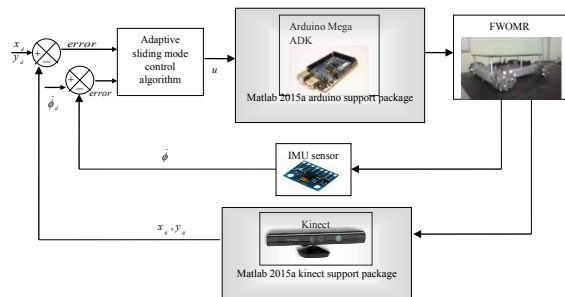 x_d
y_d
+
−
error
+
−
error
ϕ̇_d
Adaptive
sliding mode
control
algorithm
u
Arduino Mega
ADK
Matlab 2015a arduino support package
FWOMR
ϕ̇
IMU sensor
x_q , y_q
Kinect
Matlab 2015a kinect support package